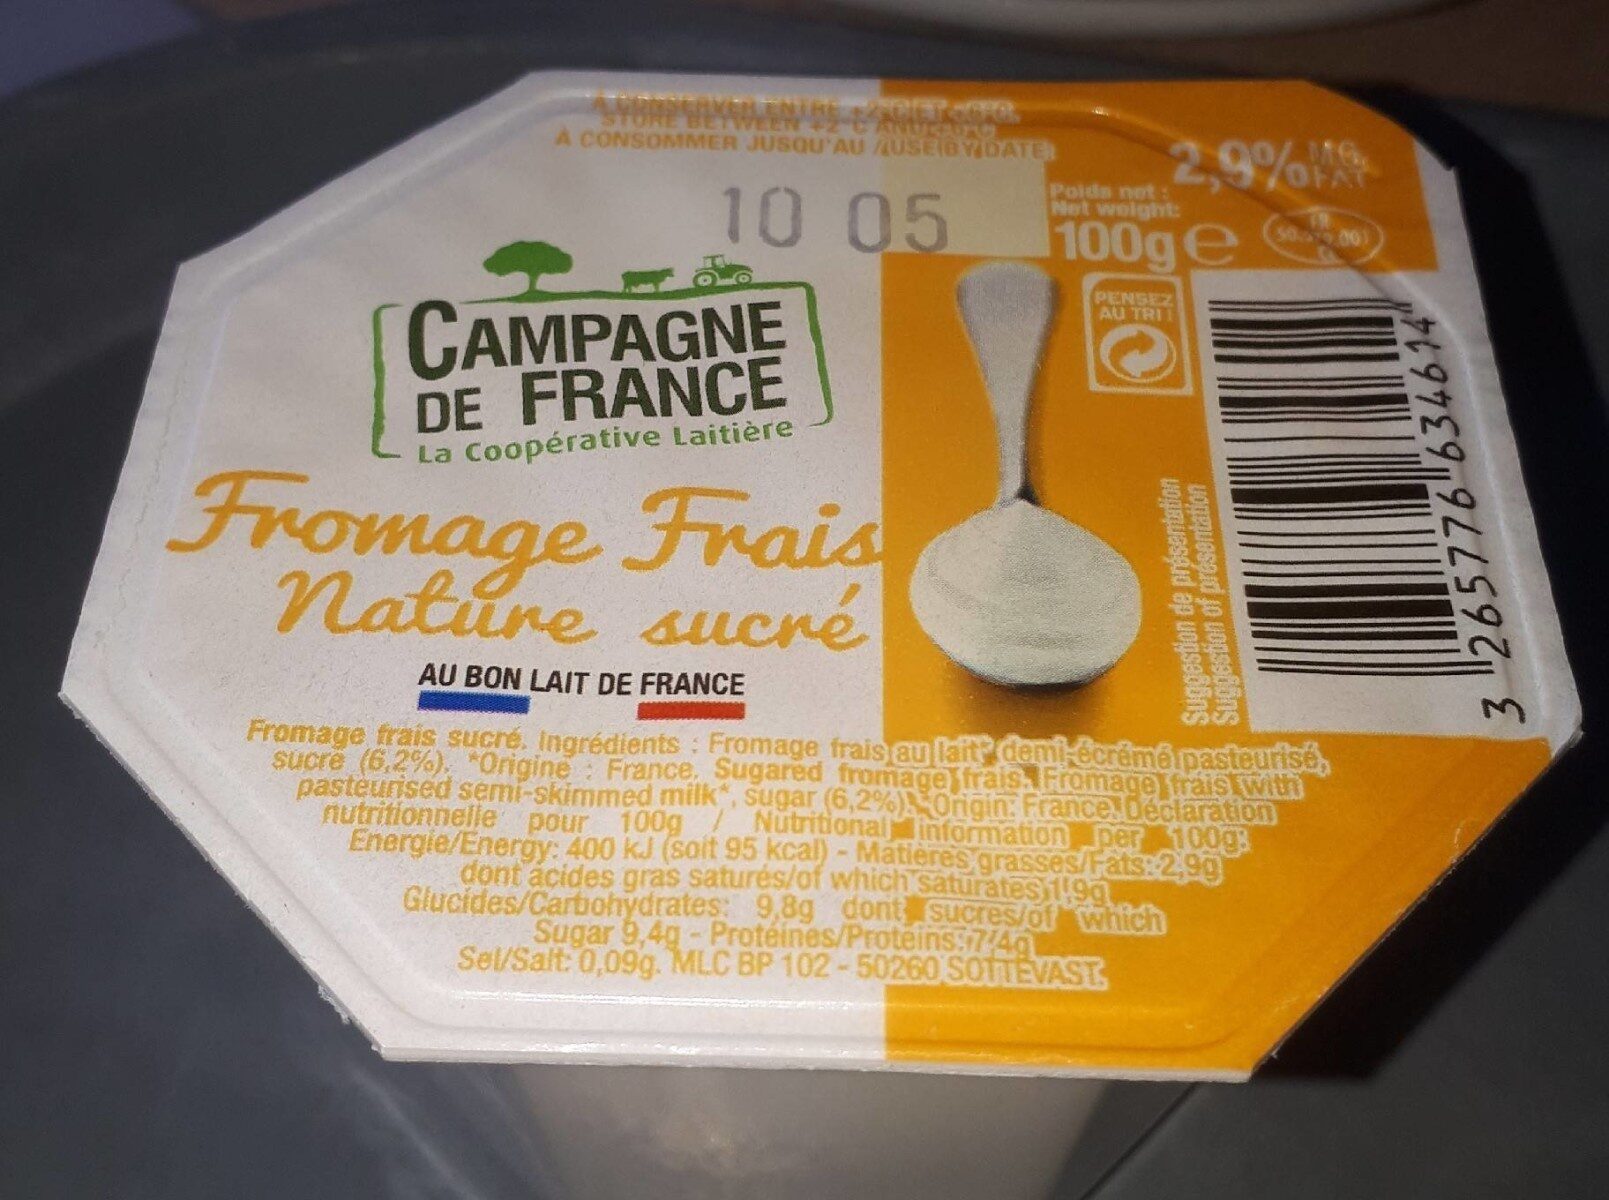 A CONSERVER ENTRE +2°C ET +6°C.
STORE BETWEEN +2°C AND +6°C
A CONSOMMER JUSQU'AU / USE BY DATE
10 05
2,9% M.G.
FAT
Poids net :
Net weight:
100g e
FR
CE
PENSEZ
AU TRI !
CAMPAGNE
DE FRANCE
La Coopérative Laitière
Fromage Frais
Nature sucré
AU BON LAIT DE FRANCE
Suggestion de présentation
Suggestion of présentation
3 265776 634614
Fromage frais sucré. Ingrédients : Fromage frais au lait* demi-écrémé pasteurisé,
sucre (6,2%). *Origine : France. Sugared fromage frais. Fromage frais with
pasteurised semi-skimmed milk*, sugar (6,2%). *Origin: France. Déclaration
nutritionnelle pour 100g / Nutritional information per 100g:
Energie/Energy: 400 kJ (soit 95 kcal) - Matières grasses/Fats: 2,9g
dont acides gras saturés/of which saturates 1,9g
Glucides/Carbohydrates: 9,8g dont sucres/of which
Sugar 9,4g - Protéines/Proteins: 7,4g
Sel/Salt: 0,09g. MLC BP 102 - 50260 SOTTEVAST.